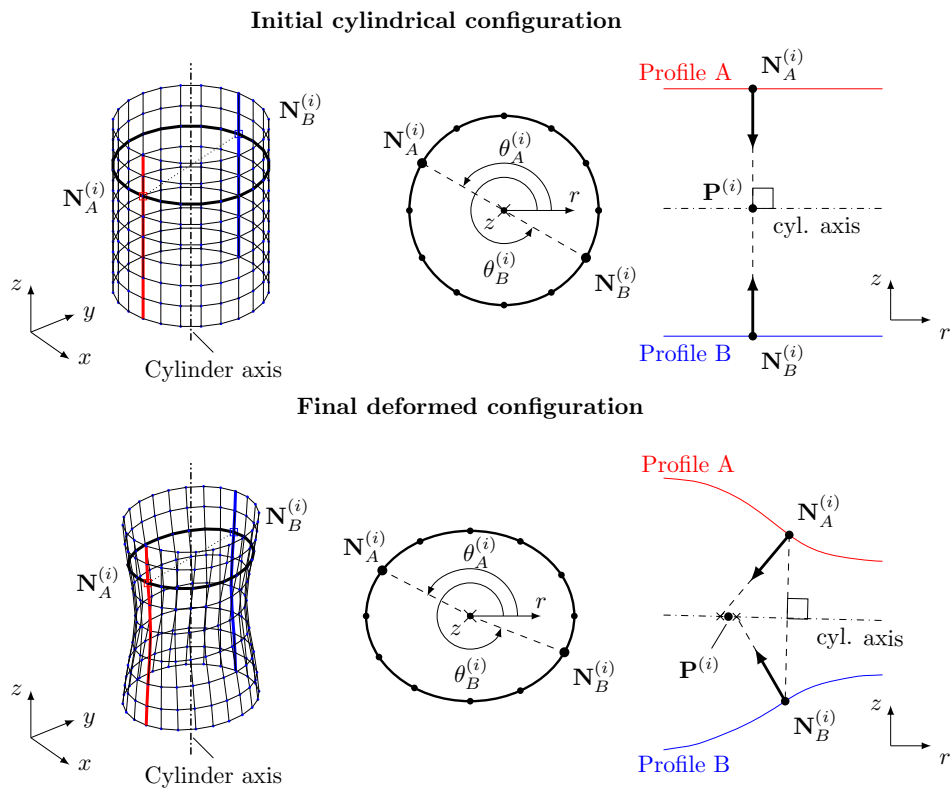 Initial cylindrical configuration
N_B^{(i)}
N_A^{(i)}
z
y
x
Cylinder axis
N_A^{(i)}
θ_A^{(i)}
r
z
θ_B^{(i)}
N_B^{(i)}
Profile A
N_A^{(i)}
P^{(i)}
cyl. axis
z
r
Profile B
N_B^{(i)}
Final deformed configuration
N_B^{(i)}
N_A^{(i)}
z
y
x
Cylinder axis
N_A^{(i)}
θ_A^{(i)}
r
z
θ_B^{(i)}
N_B^{(i)}
Profile A
N_A^{(i)}
cyl. axis
P^{(i)}
z
r
N_B^{(i)}
Profile B